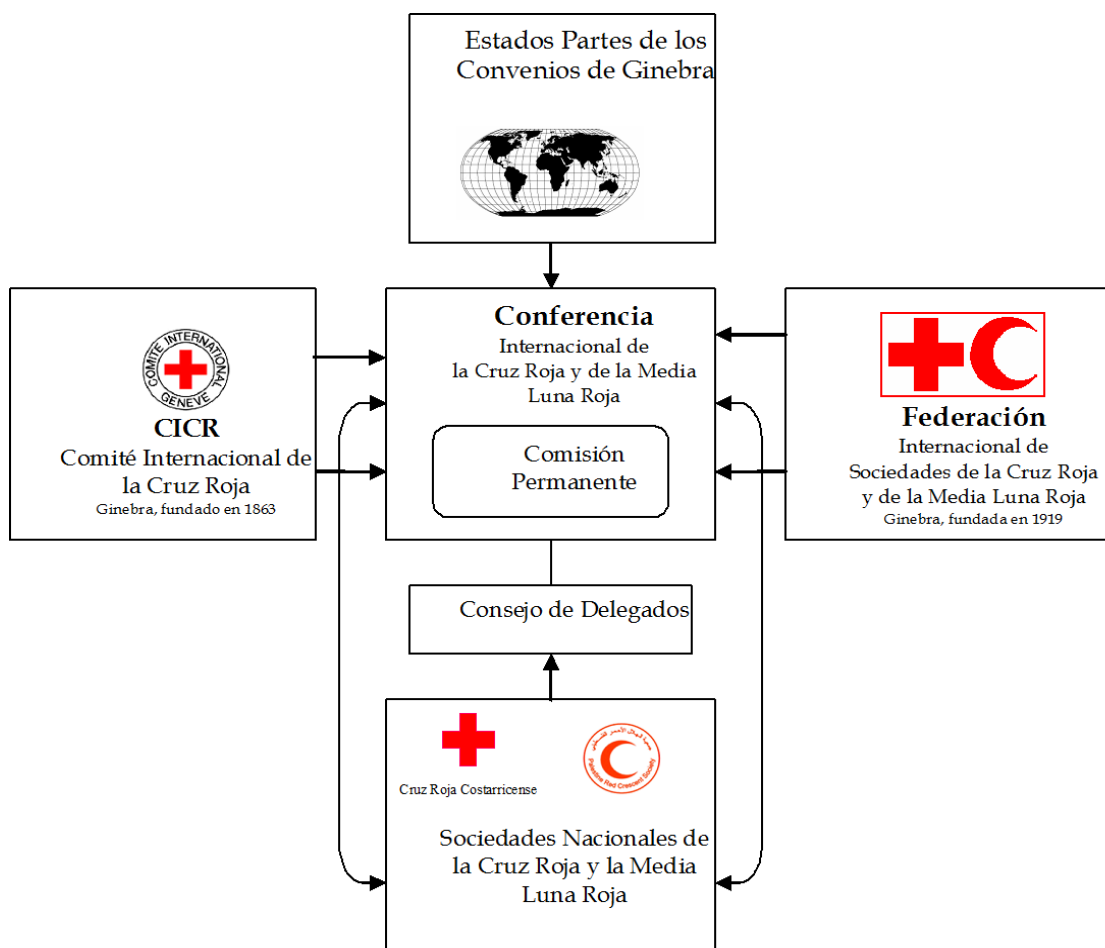 Estados Partes de los
Convenios de Ginebra
COMITÉ INTERNATIONAL
GENEVE
CICR
Comité Internacional de
la Cruz Roja
Ginebra, fundado en 1863
Conferencia
Internacional de
la Cruz Roja y de la Media
Luna Roja
Comisión
Permanente
Federación
Internacional de
Sociedades de la Cruz Roja
y de la Media Luna Roja
Ginebra, fundada en 1919
Consejo de Delegados
Cruz Roja Costarricense
Palestine Red Crescent Society
Sociedades Nacionales de
la Cruz Roja y la Media
Luna Roja